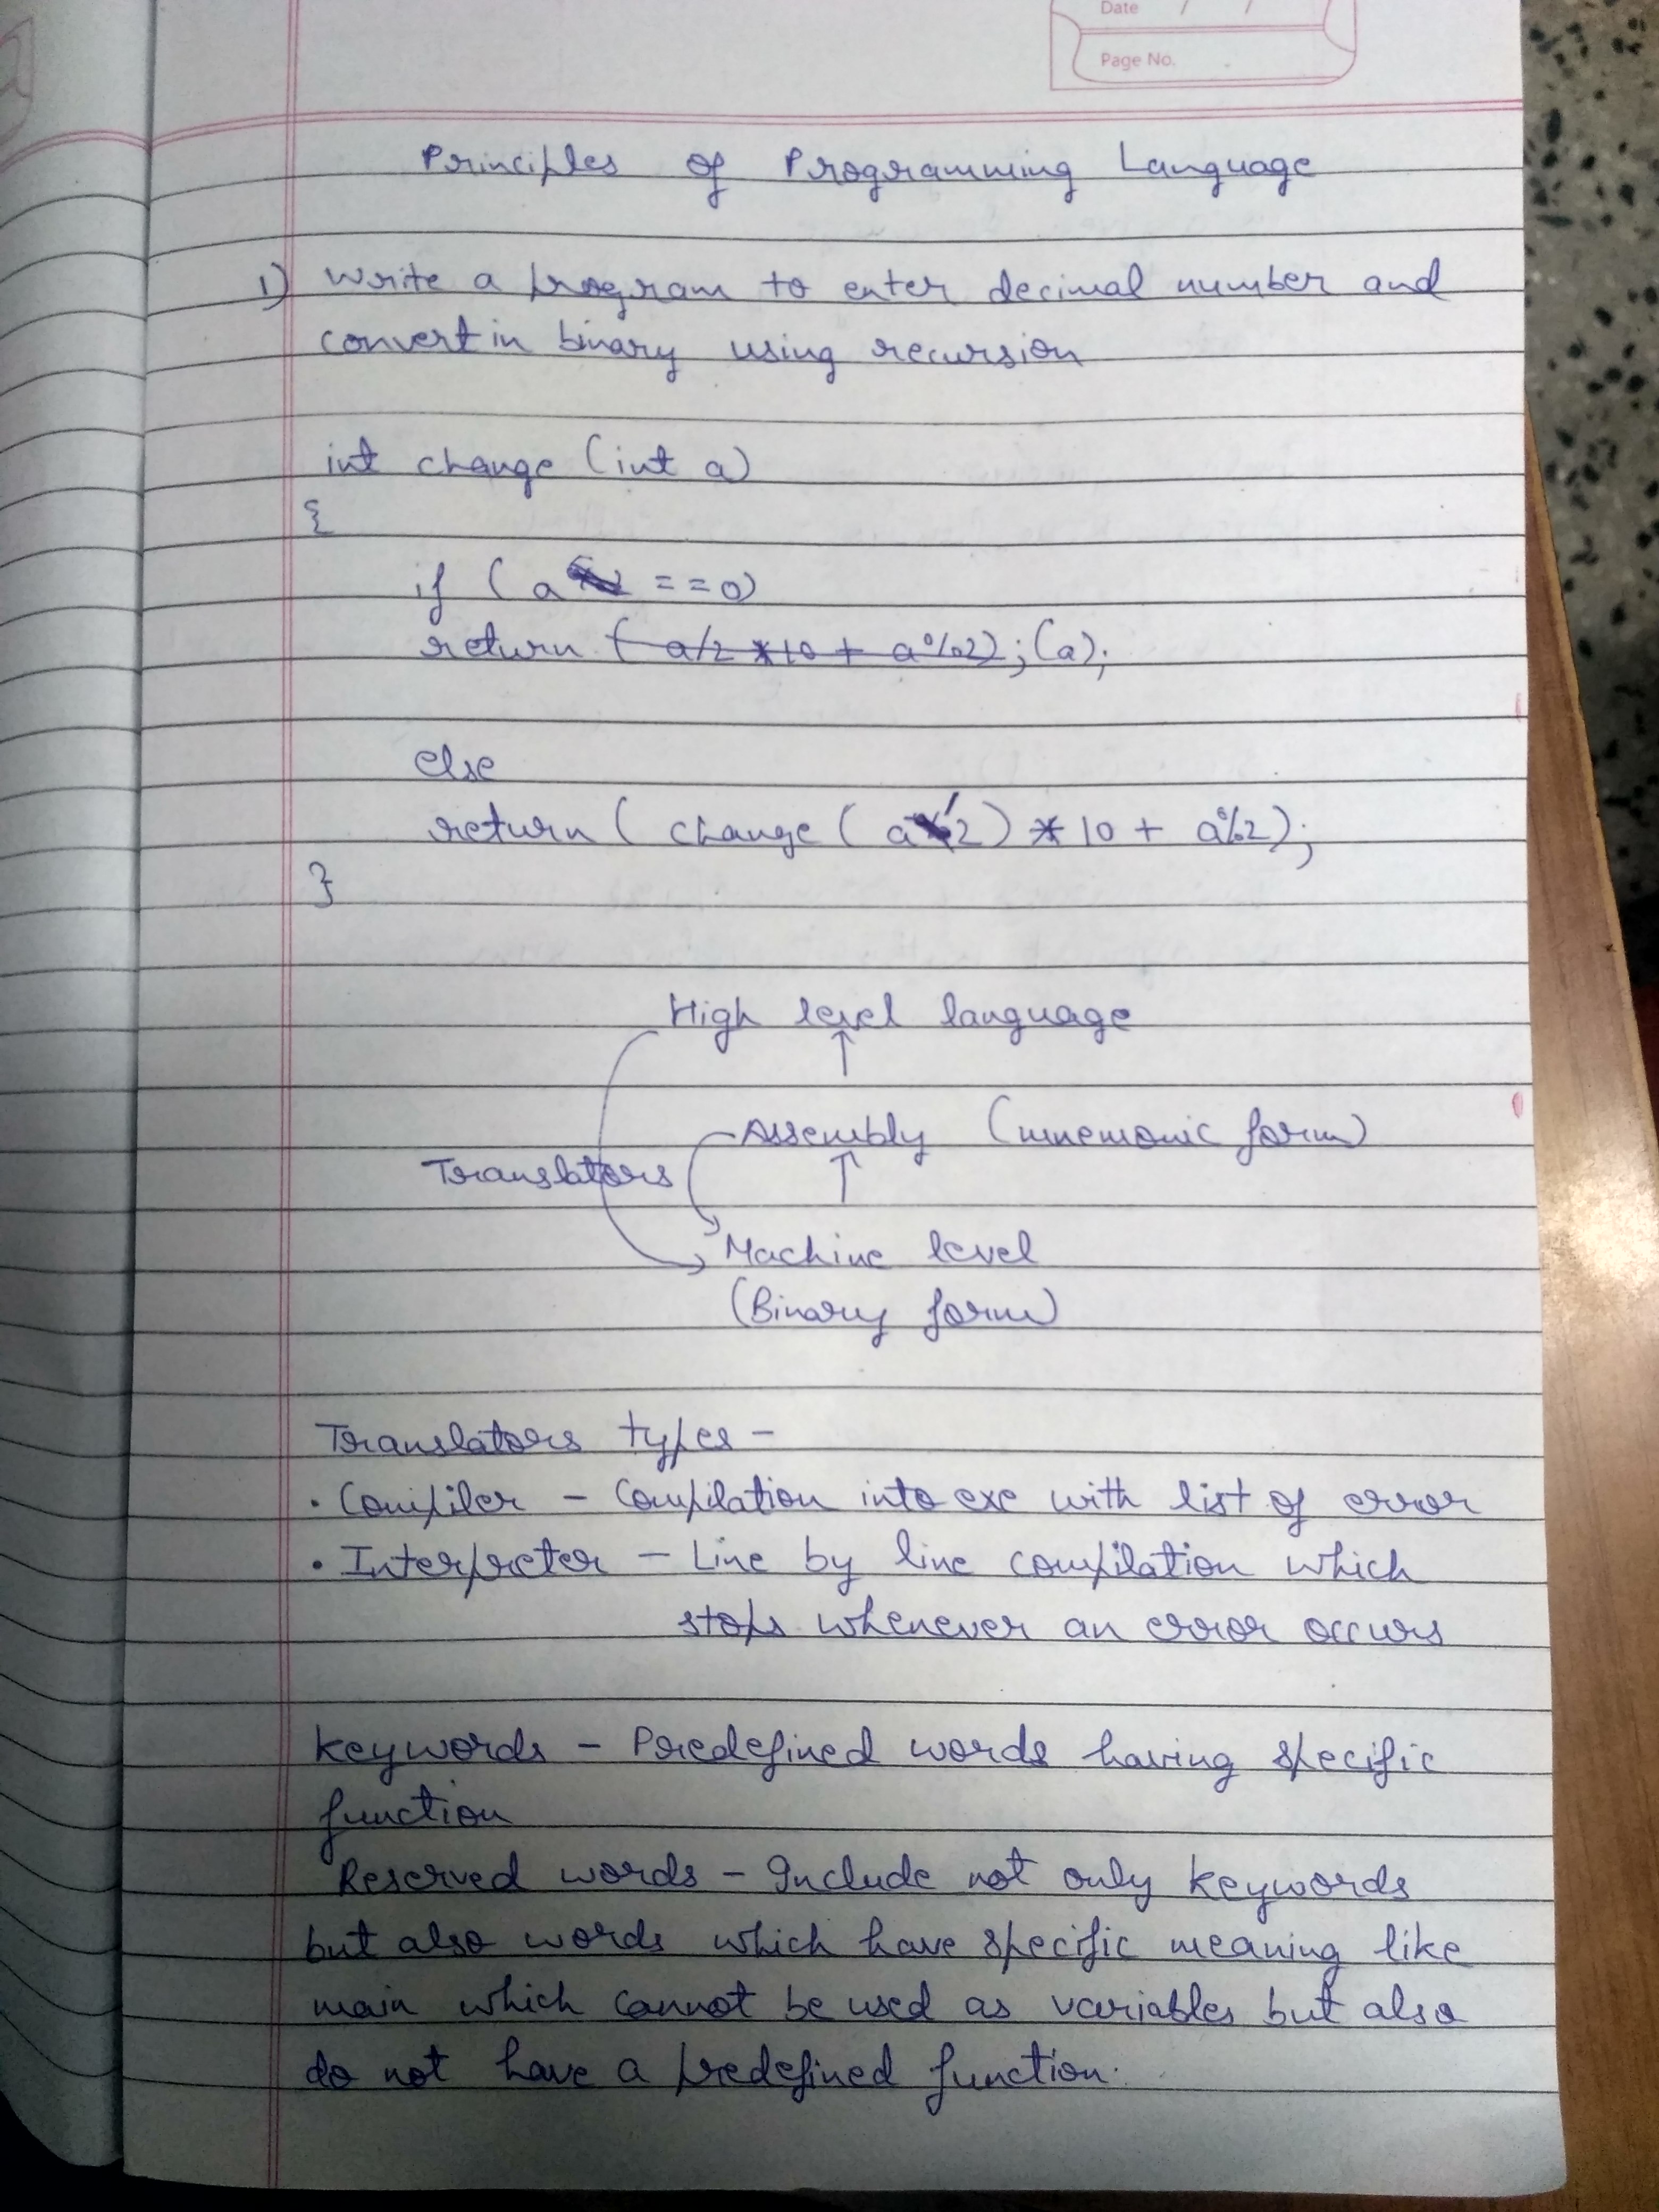 Date / /
Page No.
Principles of Programming Language
1) Write a program to enter decimal number and
convert in binary using recursion
int change (int a)
{
if (a ==0)
return ( a/2 *10 + a%2); (a);
else
return ( change ( a/2) * 10 + a%2);
}
High level language
Assembly (mnemonic form)
Translators
Machine level
(Binary form)
Translators types -
• Compiler - Compilation into exe with list of error
• Interpreter - Line by line compilation which
stops whenever an error occurs
Keywords - Predefined words having specific
function
Reserved words - Include not only keywords
but also words which have specific meaning like
main which cannot be used as variables but also
do not have a predefined function.